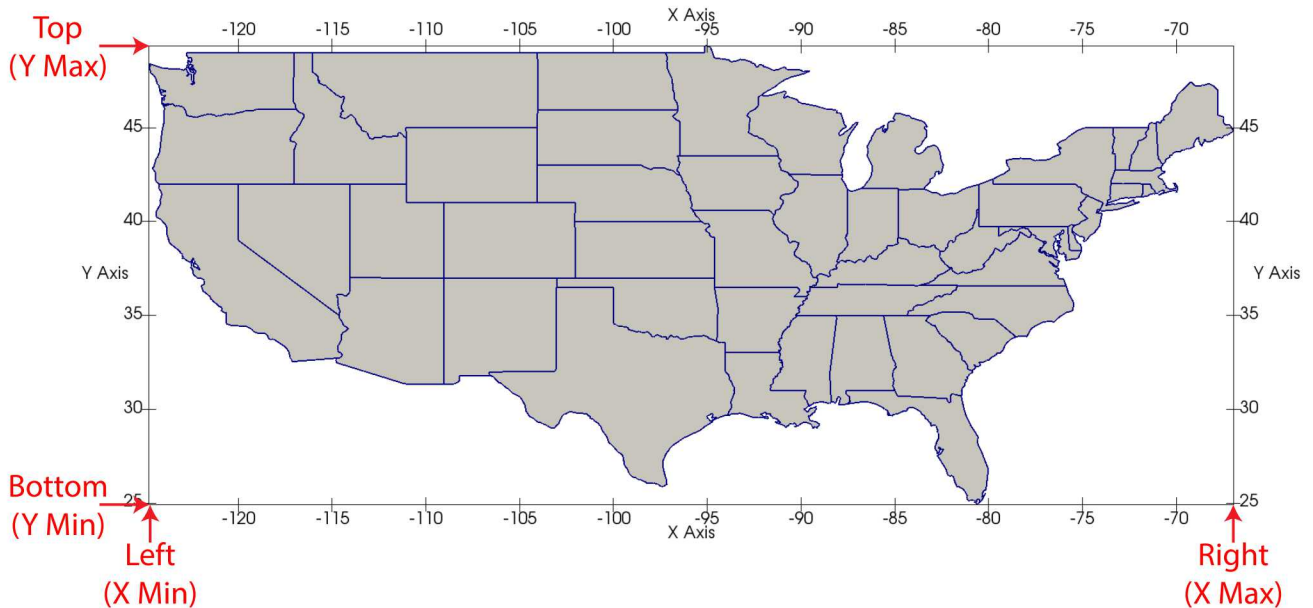 X Axis
Top
(Y Max)
-120 -115 -110 -105 -100 -95 -90 -85 -80 -75 -70
45 45
40 40
Y Axis Y Axis
35 35
30 30
Bottom
(Y Min)
25 25
-120 -115 -110 -105 -100 -95 -90 -85 -80 -75 -70
X Axis
Left
(X Min)
Right
(X Max)